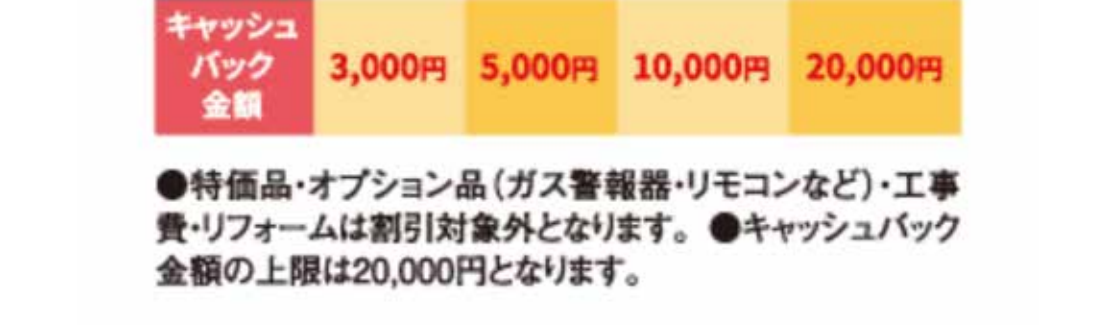 キャッシュ
バック
金額
3,000円 5,000円 10,000円 20,000円
●特価品・オプション品(ガス警報器・リモコンなど)・工事
費・リフォームは割引対象外となります。●キャッシュバック
金額の上限は20,000円となります。